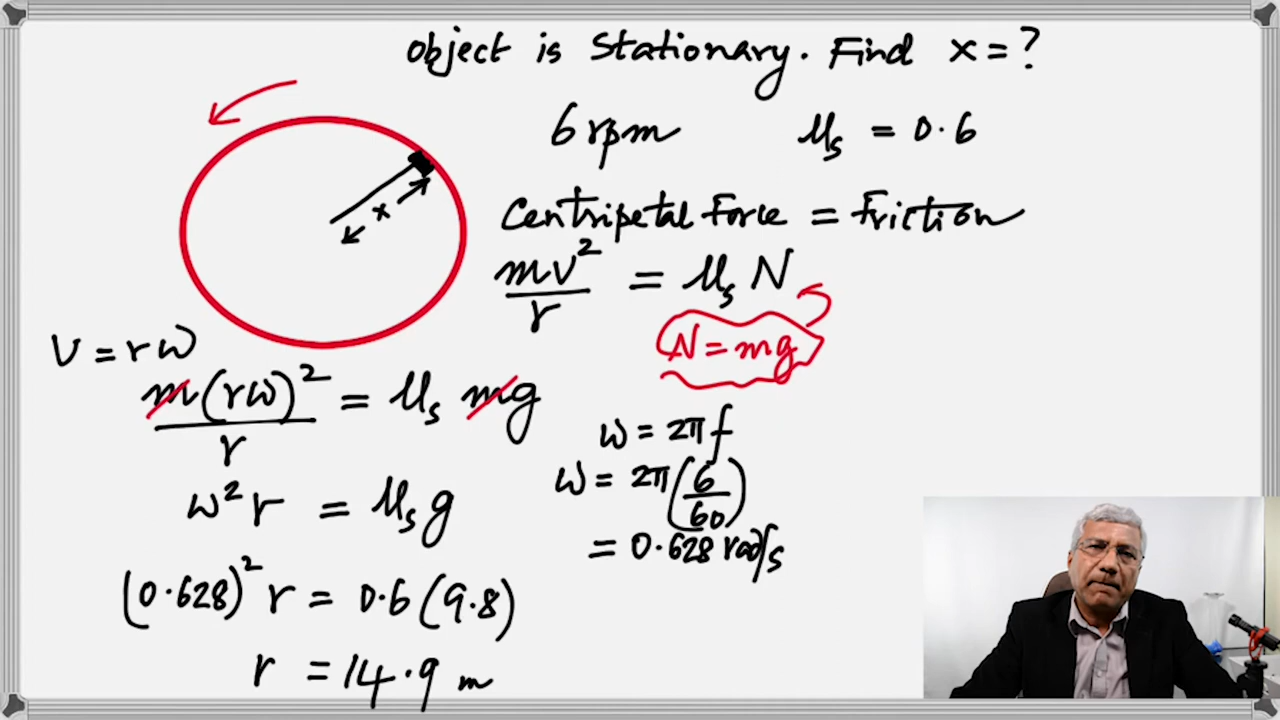 object is Stationary. Find x = ?
6 rpm μs = 0.6
x
Centripetal Force = Friction
mv²/r = μs N
N = mg
v = rω
m(rω)²/r = μs mg
ω = 2πf
ω²r = μs g
ω = 2π(6/60)
= 0.628 rad/s
(0.628)² r = 0.6 (9.8)
r = 14.9 m